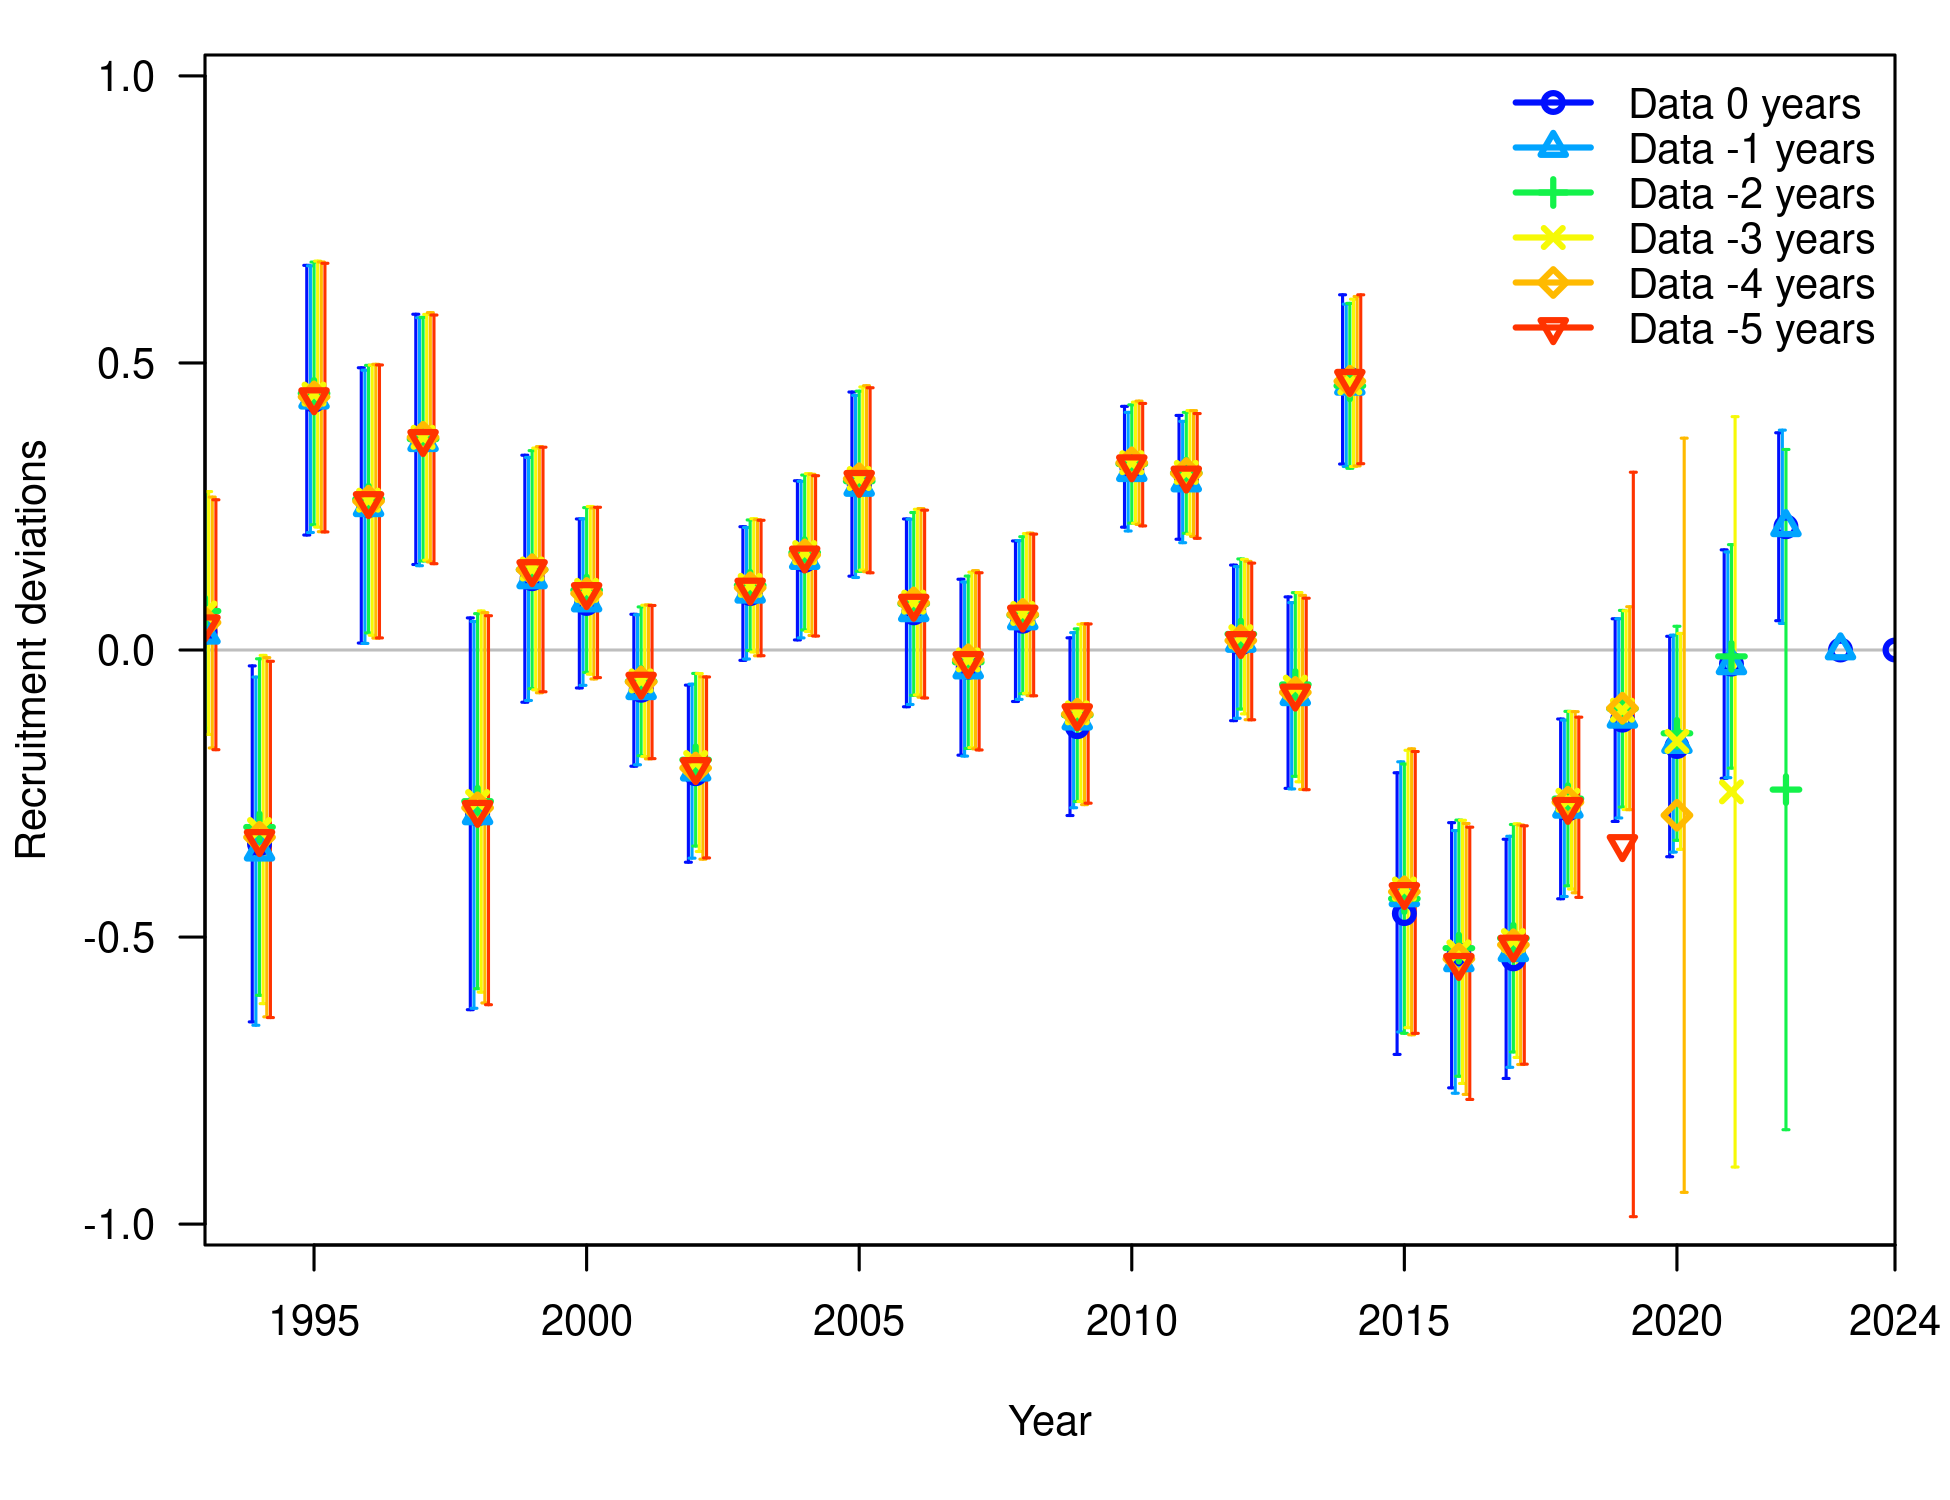 1.0
0.5
0.0
-0.5
-1.0
Recruitment deviations
Data 0 years
Data -1 years
Data -2 years
Data -3 years
Data -4 years
Data -5 years
1995 2000 2005 2010 2015 2020 2024
Year